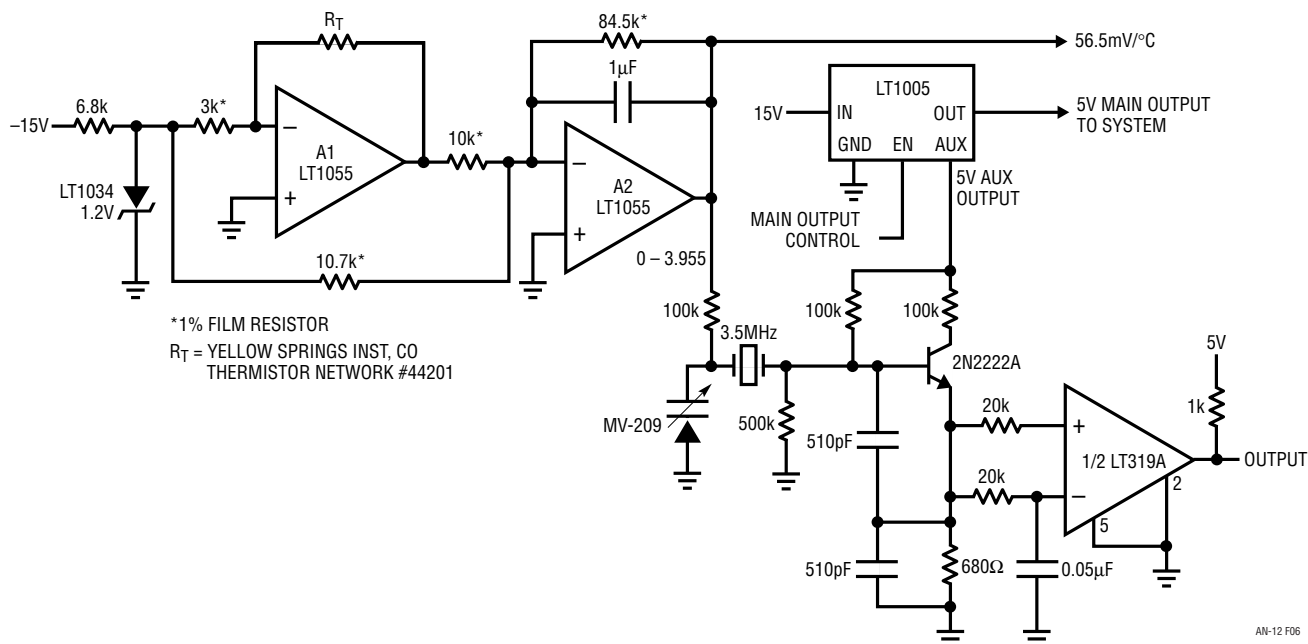 R_T
84.5k*
56.5mV/°C
1µF
LT1005
6.8k
3k*
–15V
15V
IN
OUT
5V MAIN OUTPUT
TO SYSTEM
GND
EN
AUX
A1
LT1055
10k*
A2
LT1055
5V AUX
OUTPUT
LT1034
1.2V
MAIN OUTPUT
CONTROL
10.7k*
0 – 3.955
*1% FILM RESISTOR
R_T = YELLOW SPRINGS INST, CO
THERMISTOR NETWORK #44201
100k
100k
100k
3.5MHz
2N2222A
5V
1k
MV-209
500k
510pF
20k
20k
+
–
1/2 LT319A
2
5
OUTPUT
510pF
680Ω
0.05µF
AN-12 F06